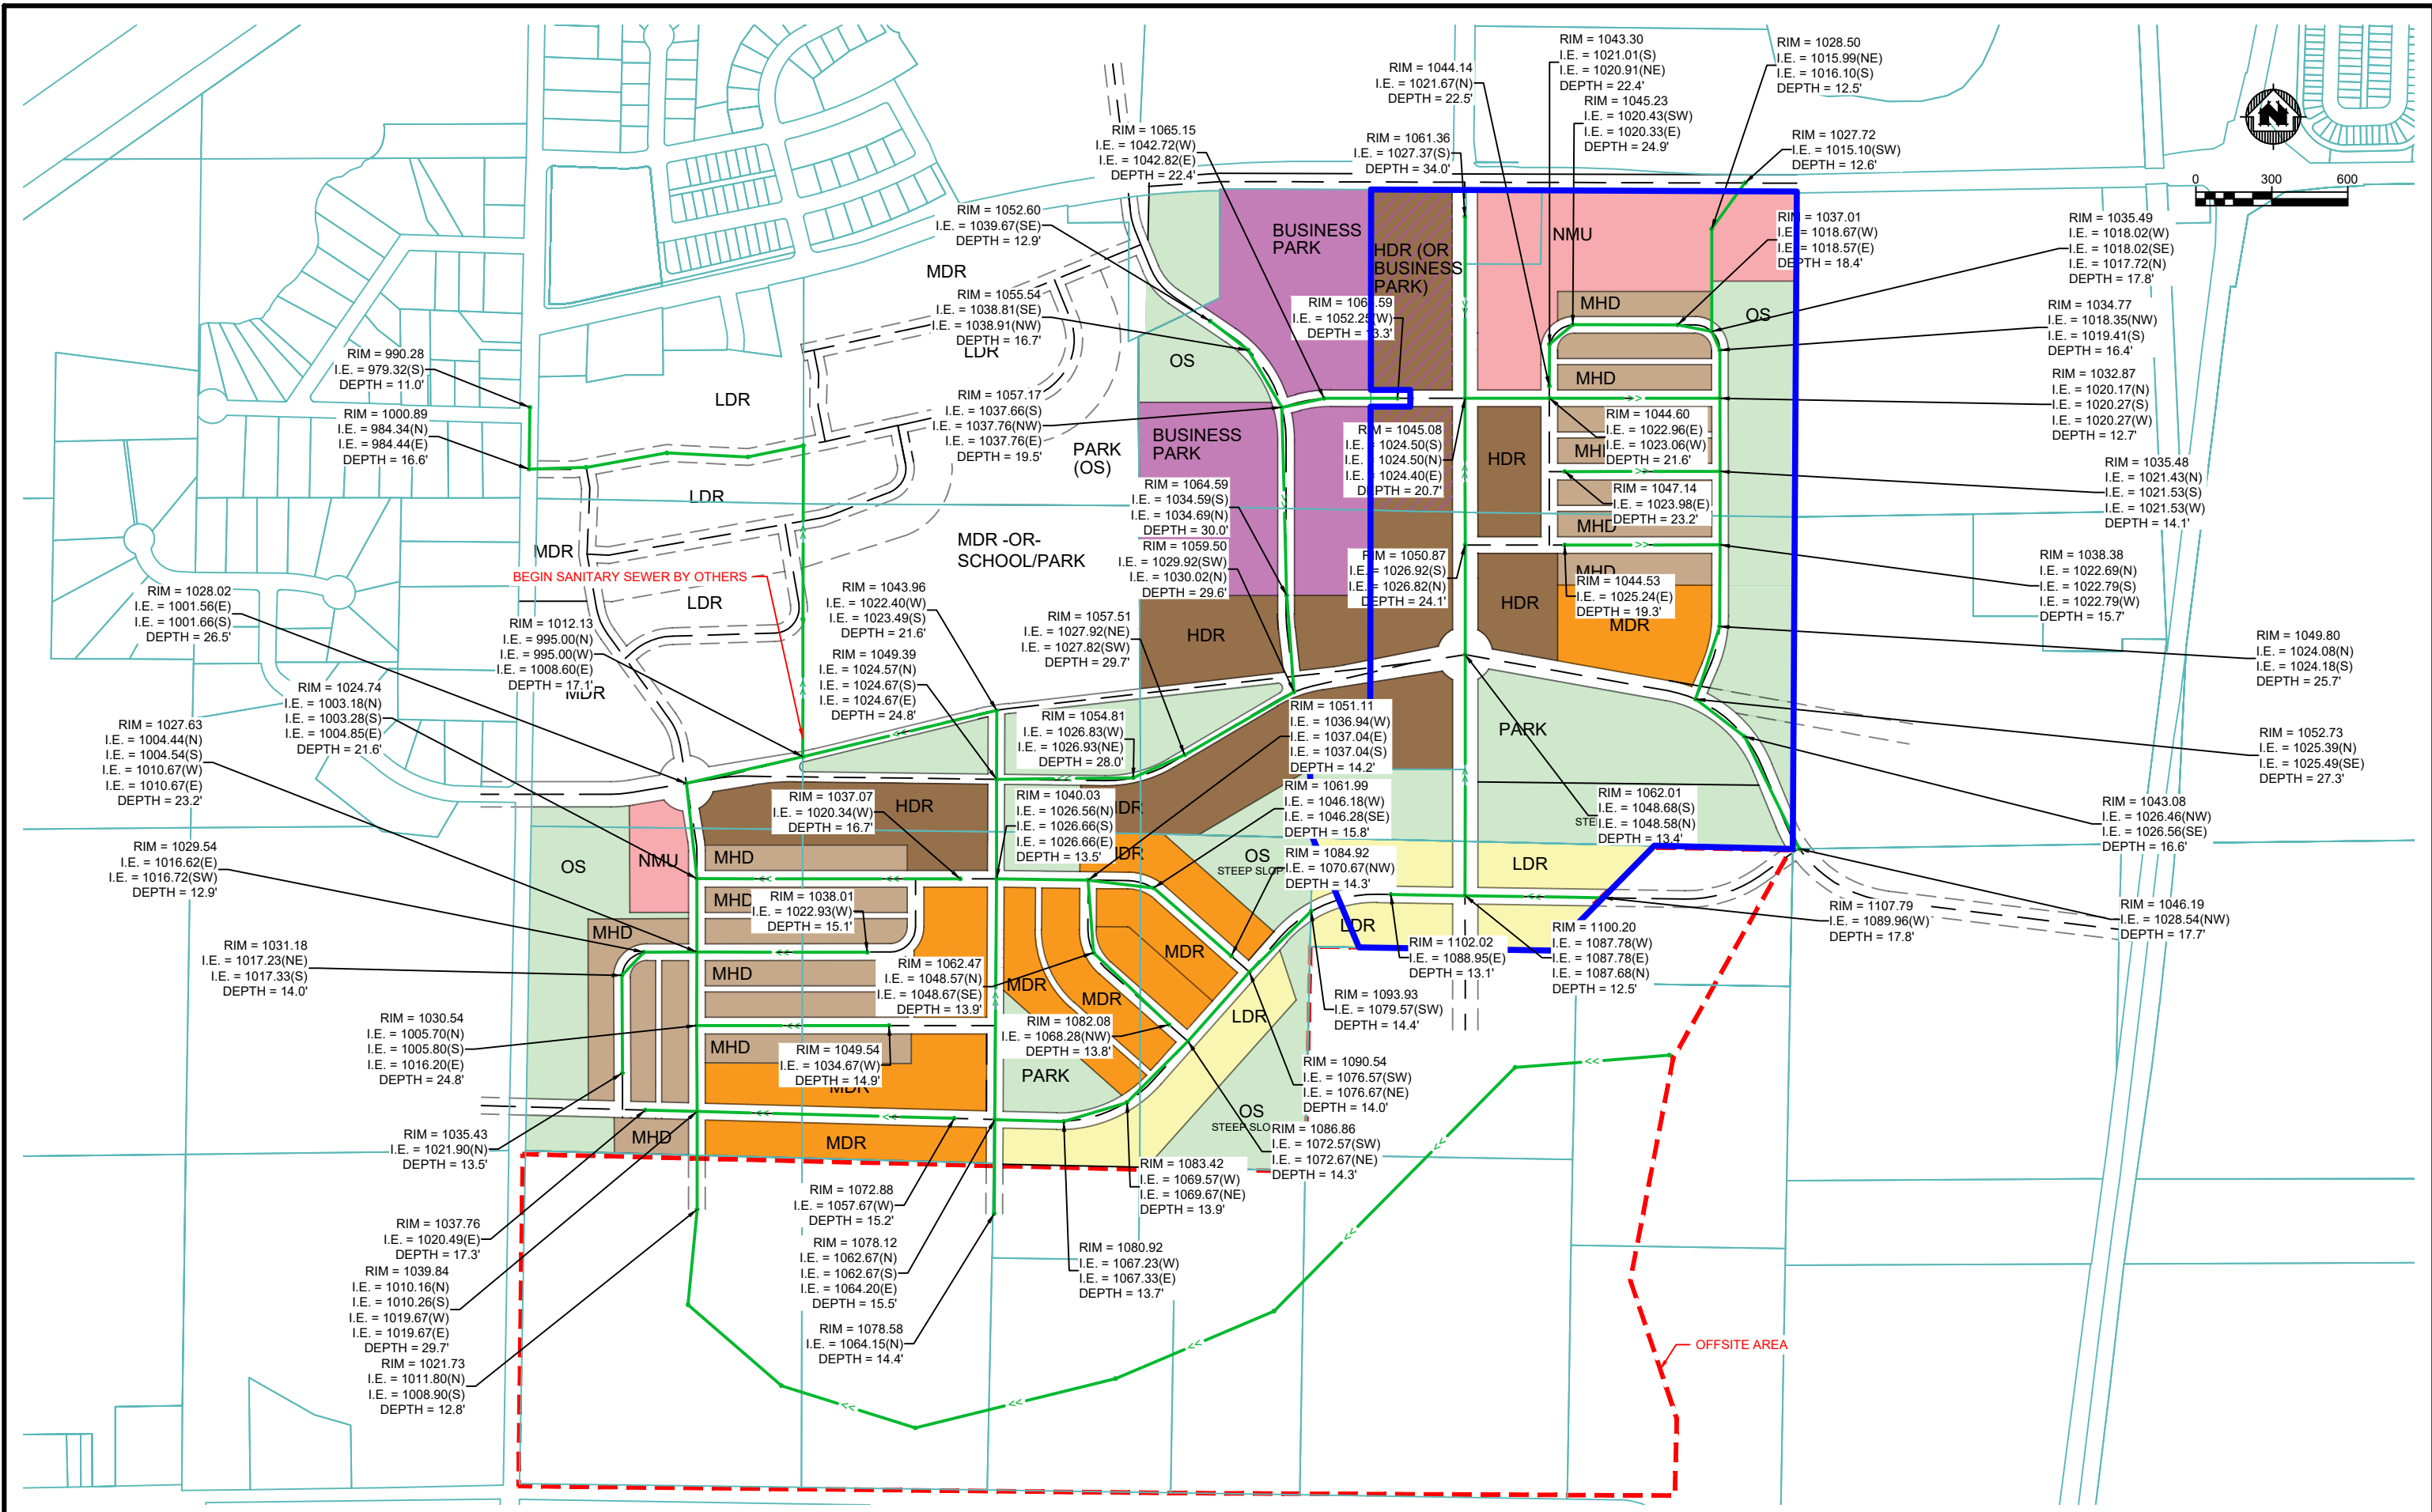 RIM = 1043.30
I.E. = 1021.01(S)
I.E. = 1020.91(NE)
DEPTH = 22.4'
RIM = 1028.50
I.E. = 1015.99(NE)
I.E. = 1016.10(S)
DEPTH = 12.5'
RIM = 1044.14
I.E. = 1021.67(N)
DEPTH = 22.5'
RIM = 1045.23
I.E. = 1020.43(SW)
I.E. = 1020.33(E)
DEPTH = 24.9'
N
RIM = 1065.15
I.E. = 1042.72(W)
I.E. = 1042.82(E)
DEPTH = 22.4'
RIM = 1061.36
I.E. = 1027.37(S)
DEPTH = 34.0'
RIM = 1027.72
I.E. = 1015.10(SW)
DEPTH = 12.6'
0 300 600
RIM = 1052.60
I.E. = 1039.67(SE)
DEPTH = 12.9'
BUSINESS
PARK
HDR (OR
BUSINESS
PARK)
NMU
RIM = 1037.01
I.E. = 1018.67(W)
I.E. = 1018.57(E)
DEPTH = 18.4'
RIM = 1035.49
I.E. = 1018.02(W)
I.E. = 1018.02(SE)
I.E. = 1017.72(N)
DEPTH = 17.8'
MDR
RIM = 1055.54
I.E. = 1038.81(SE)
I.E. = 1038.91(NW)
DEPTH = 16.7'
LDR
I.E. = 1052.25(W)
MHD
OS
RIM = 1034.77
I.E. = 1018.35(NW)
I.E. = 1019.41(S)
DEPTH = 16.4'
RIM = 990.28
I.E. = 979.32(S)
DEPTH = 11.0'
OS
MHD
RIM = 1032.87
I.E. = 1020.17(N)
I.E. = 1020.27(S)
I.E. = 1020.27(W)
DEPTH = 12.7'
LDR
RIM = 1000.89
I.E. = 984.34(N)
I.E. = 984.44(E)
DEPTH = 16.6'
RIM = 1057.17
I.E. = 1037.66(S)
I.E. = 1037.76(NW)
I.E. = 1037.76(E)
DEPTH = 19.5'
PARK
(OS)
BUSINESS
PARK
RIM = 1045.08
I.E. = 1024.50(S)
I.E. = 1024.50(N)
I.E. = 1024.40(E)
DEPTH = 20.7'
HDR
RIM = 1044.60
I.E. = 1022.96(E)
I.E. = 1023.06(W)
DEPTH = 21.6'
RIM = 1035.48
I.E. = 1021.43(N)
I.E. = 1021.53(S)
I.E. = 1021.53(W)
DEPTH = 14.1'
LDR
RIM = 1064.59
I.E. = 1034.59(S)
I.E. = 1034.69(N)
DEPTH = 30.0'
RIM = 1047.14
I.E. = 1023.98(E)
DEPTH = 23.2'
MHD
MDR
MDR -OR-
SCHOOL/PARK
RIM = 1059.50
I.E. = 1029.92(SW)
I.E. = 1030.02(N)
DEPTH = 29.6'
RIM = 1050.87
I.E. = 1026.92(S)
I.E. = 1026.82(N)
DEPTH = 24.1'
MHD
RIM = 1044.53
I.E. = 1025.24(E)
DEPTH = 19.3'
RIM = 1038.38
I.E. = 1022.69(N)
I.E. = 1022.79(S)
I.E. = 1022.79(W)
DEPTH = 15.7'
BEGIN SANITARY SEWER BY OTHERS
LDR
RIM = 1043.96
I.E. = 1022.40(W)
I.E. = 1023.49(S)
DEPTH = 21.6'
RIM = 1028.02
I.E. = 1001.56(E)
I.E. = 1001.66(S)
DEPTH = 26.5'
HDR
HDR
MDR
RIM = 1012.13
I.E. = 995.00(N)
I.E. = 995.00(W)
I.E. = 1008.60(E)
DEPTH = 17.1'
MDR
RIM = 1057.51
I.E. = 1027.92(NE)
I.E. = 1027.82(SW)
DEPTH = 29.7'
RIM = 1049.80
I.E. = 1024.08(N)
I.E. = 1024.18(S)
DEPTH = 25.7'
RIM = 1049.39
I.E. = 1024.57(N)
I.E. = 1024.67(S)
I.E. = 1024.67(E)
DEPTH = 24.8'
RIM = 1024.74
I.E. = 1003.18(N)
I.E. = 1003.28(S)
I.E. = 1004.85(E)
DEPTH = 21.6'
RIM = 1054.81
I.E. = 1026.83(W)
I.E. = 1026.93(NE)
DEPTH = 28.0'
RIM = 1051.11
I.E. = 1036.94(W)
I.E. = 1037.04(E)
I.E. = 1037.04(S)
DEPTH = 14.2'
PARK
RIM = 1052.73
I.E. = 1025.39(N)
I.E. = 1025.49(SE)
DEPTH = 27.3'
RIM = 1027.63
I.E. = 1004.44(N)
I.E. = 1004.54(S)
I.E. = 1010.67(W)
I.E. = 1010.67(E)
DEPTH = 23.2'
RIM = 1037.07
I.E. = 1020.34(W)
DEPTH = 16.7'
HDR
RIM = 1040.03
I.E. = 1026.56(N)
I.E. = 1026.66(S)
I.E. = 1026.66(E)
DEPTH = 13.5'
HDR
RIM = 1061.99
I.E. = 1046.18(W)
I.E. = 1046.28(SE)
DEPTH = 15.8'
RIM = 1062.01
I.E. = 1048.68(S)
I.E. = 1048.58(N)
DEPTH = 13.4'
RIM = 1043.08
I.E. = 1026.46(NW)
I.E. = 1026.56(SE)
DEPTH = 16.6'
RIM = 1029.54
I.E. = 1016.62(E)
I.E. = 1016.72(SW)
DEPTH = 12.9'
OS
NMU
MHD
MDR
OS
STEEP SLOP
RIM = 1084.92
I.E. = 1070.67(NW)
DEPTH = 14.3'
LDR
MHD
RIM = 1038.01
I.E. = 1022.93(W)
DEPTH = 15.1'
MHD
LDR
RIM = 1107.79
I.E. = 1089.96(W)
DEPTH = 17.8'
RIM = 1046.19
I.E. = 1028.54(NW)
DEPTH = 17.7'
RIM = 1031.18
I.E. = 1017.23(NE)
I.E. = 1017.33(S)
DEPTH = 14.0'
MHD
RIM = 1062.47
I.E. = 1048.57(N)
I.E. = 1048.67(SE)
DEPTH = 13.9'
MDR
MDR
MDR
RIM = 1102.02
I.E. = 1088.95(E)
DEPTH = 13.1'
RIM = 1100.20
I.E. = 1087.78(W)
I.E. = 1087.78(E)
I.E. = 1087.68(N)
DEPTH = 12.5'
RIM = 1093.93
I.E. = 1079.57(SW)
DEPTH = 14.4'
LDR
RIM = 1030.54
I.E. = 1005.70(N)
I.E. = 1005.80(S)
I.E. = 1016.20(E)
DEPTH = 24.8'
MHD
RIM = 1049.54
I.E. = 1034.67(W)
DEPTH = 14.9'
MDR
RIM = 1082.08
I.E. = 1068.28(NW)
DEPTH = 13.8'
PARK
RIM = 1090.54
I.E. = 1076.57(SW)
I.E. = 1076.67(NE)
DEPTH = 14.0'
OS
STEEP SLO
RIM = 1035.43
I.E. = 1021.90(N)
DEPTH = 13.5'
MHD
MDR
RIM = 1086.86
I.E. = 1072.57(SW)
I.E. = 1072.67(NE)
DEPTH = 14.3'
RIM = 1083.42
I.E. = 1069.57(W)
I.E. = 1069.67(NE)
DEPTH = 13.9'
RIM = 1072.88
I.E. = 1057.67(W)
DEPTH = 15.2'
RIM = 1037.76
I.E. = 1020.49(E)
DEPTH = 17.3'
RIM = 1078.12
I.E. = 1062.67(N)
I.E. = 1062.67(S)
I.E. = 1064.20(E)
DEPTH = 15.5'
RIM = 1080.92
I.E. = 1067.23(W)
I.E. = 1067.33(E)
DEPTH = 13.7'
RIM = 1039.84
I.E. = 1010.16(N)
I.E. = 1010.26(S)
I.E. = 1019.67(W)
I.E. = 1019.67(E)
DEPTH = 29.7'
RIM = 1078.58
I.E. = 1064.15(N)
DEPTH = 14.4'
OFFSITE AREA
RIM = 1021.73
I.E. = 1011.80(N)
I.E. = 1008.90(S)
DEPTH = 12.8'